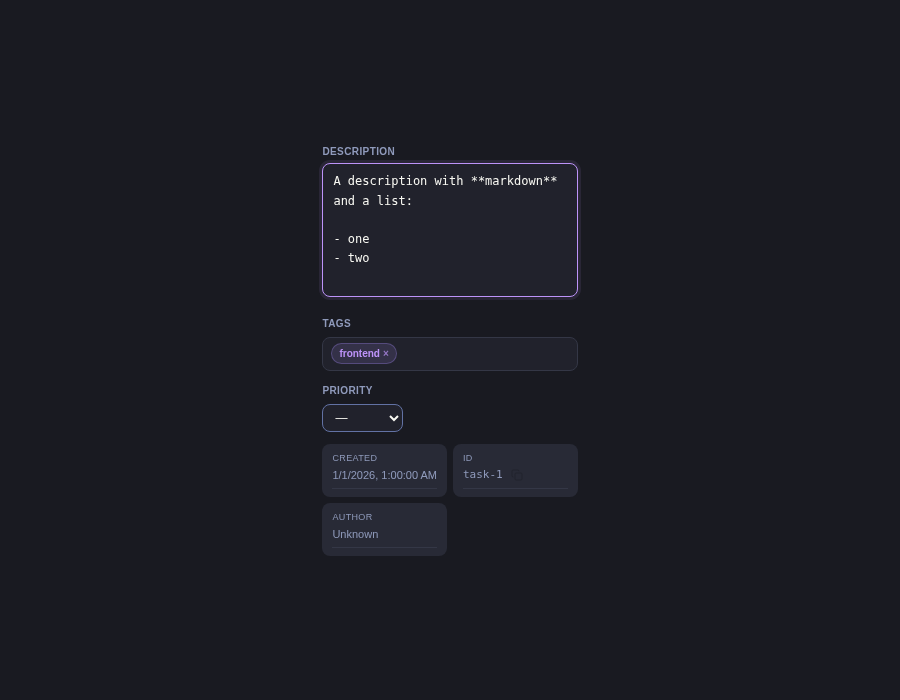 DESCRIPTION
A description with **markdown**
and a list:
- one
- two
TAGS
frontend ×
PRIORITY
—
CREATED
1/1/2026, 1:00:00 AM
ID
task-1
AUTHOR
Unknown